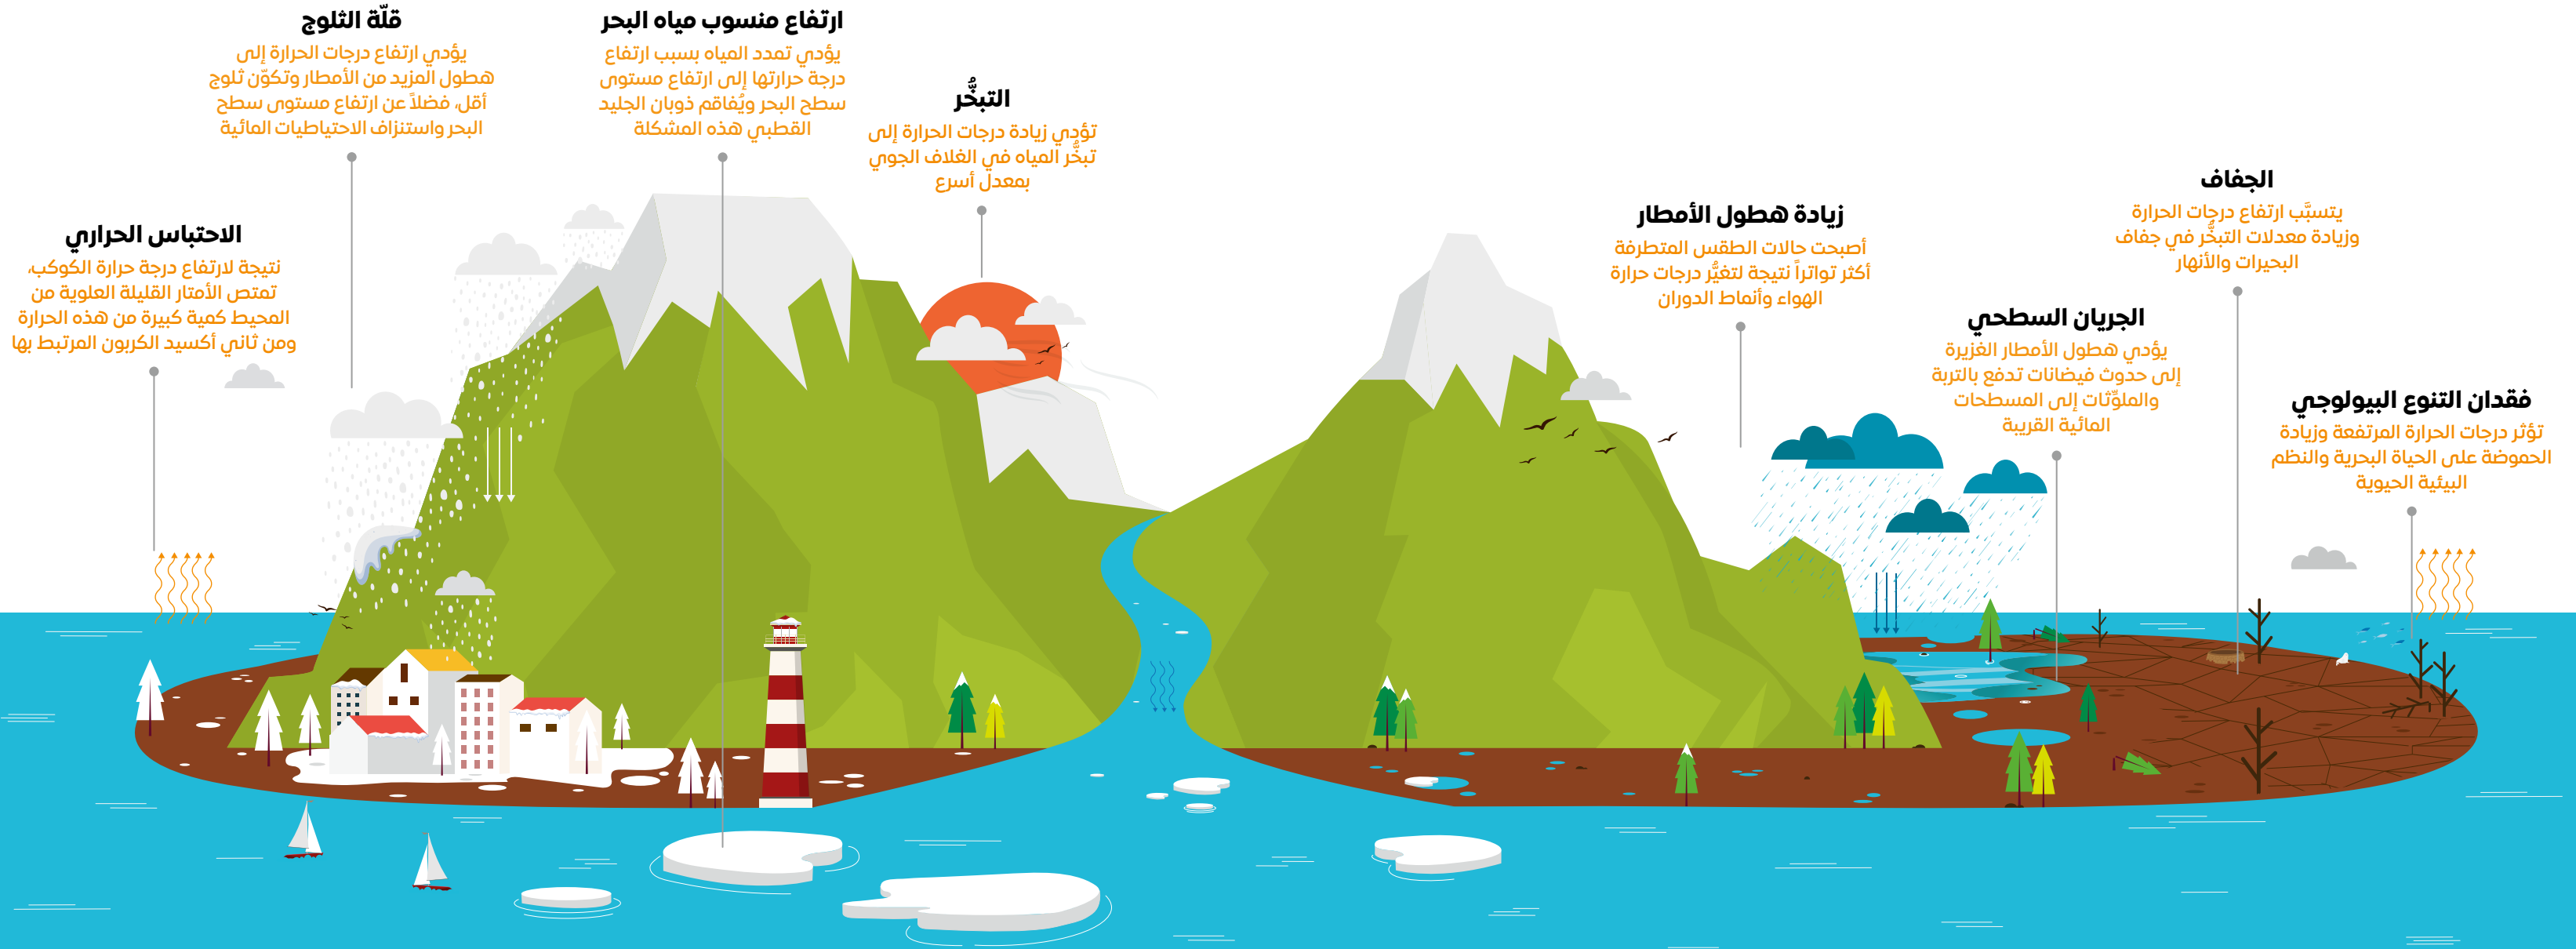 قلّة الثلوج
يؤدي ارتفاع درجات الحرارة إلى
هطول المزيد من الأمطار وتكوّن ثلوج
أقل، فضلاً عن ارتفاع مستوى سطح
البحر واستنزاف الاحتياطيات المائية
ارتفاع منسوب مياه البحر
يؤدي تمدد المياه بسبب ارتفاع
درجة حرارتها إلى ارتفاع مستوى
سطح البحر ويُفاقم ذوبان الجليد
القطبي هذه المشكلة
التبخُّر
تؤدي زيادة درجات الحرارة إلى
تبخُّر المياه في الغلاف الجوي
بمعدل أسرع
الاحتباس الحراري
نتيجة لارتفاع درجة حرارة الكوكب،
تمتص الأمتار القليلة العلوية من
المحيط كمية كبيرة من هذه الحرارة
ومن ثاني أكسيد الكربون المرتبط بها
زيادة هطول الأمطار
أصبحت حالات الطقس المتطرفة
أكثر تواتراً نتيجة لتغيُّر درجات حرارة
الهواء وأنماط الدوران
الجفاف
يتسبَّب ارتفاع درجات الحرارة
وزيادة معدلات التبخُّر في جفاف
البحيرات والأنهار
الجريان السطحي
يؤدي هطول الأمطار الغزيرة
إلى حدوث فيضانات تدفع بالتربة
والملوّثات إلى المسطحات
المائية القريبة
فقدان التنوع البيولوجي
تؤثر درجات الحرارة المرتفعة وزيادة
الحموضة على الحياة البحرية والنظم
البيئية الحيوية